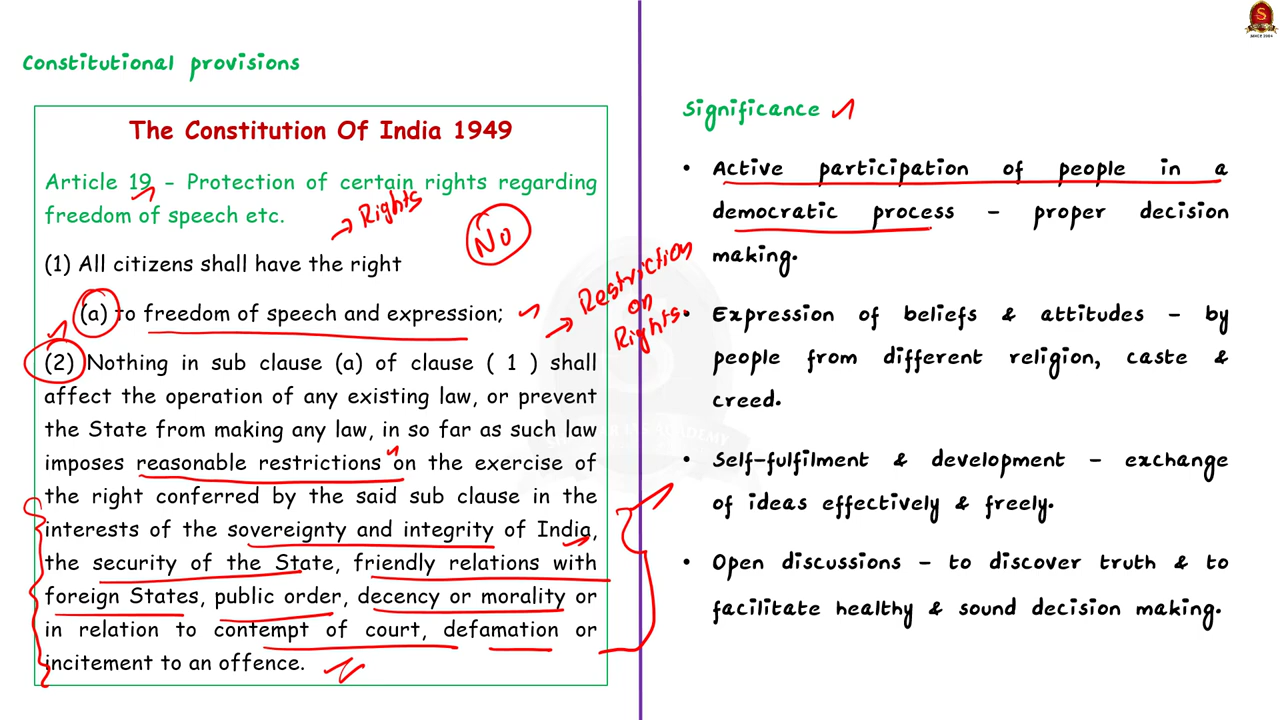 Constitutional provisions
The Constitution Of India 1949
Article 19 - Protection of certain rights regarding
freedom of speech etc.
→ Rights
No
(1) All citizens shall have the right
(a) to freedom of speech and expression;
→ Restriction
on
Rights
(2) Nothing in sub clause (a) of clause ( 1 ) shall
affect the operation of any existing law, or prevent
the State from making any law, in so far as such law
imposes reasonable restrictions on the exercise of
the right conferred by the said sub clause in the
interests of the sovereignty and integrity of India,
the security of the State, friendly relations with
foreign States, public order, decency or morality or
in relation to contempt of court, defamation or
incitement to an offence.
Significance
• Active participation of people in a
democratic process - proper decision
making.
• Expression of beliefs & attitudes - by
people from different religion, caste &
creed.
• Self-fulfilment & development - exchange
of ideas effectively & freely.
• Open discussions - to discover truth & to
facilitate healthy & sound decision making.
S
SINCE 2004